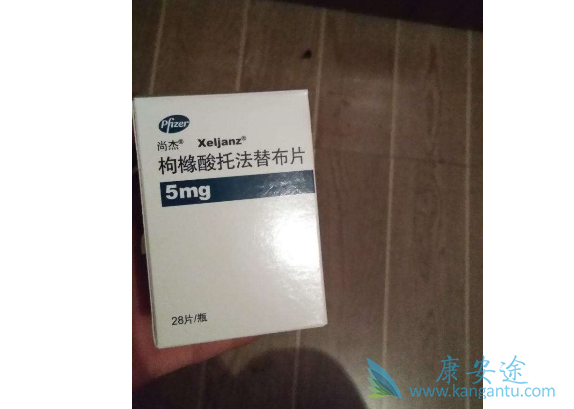 Pfizer
尚杰® Xeljanz®
枸橼酸托法替布片
5mg
28片/瓶
康安途
www.kangantu.com